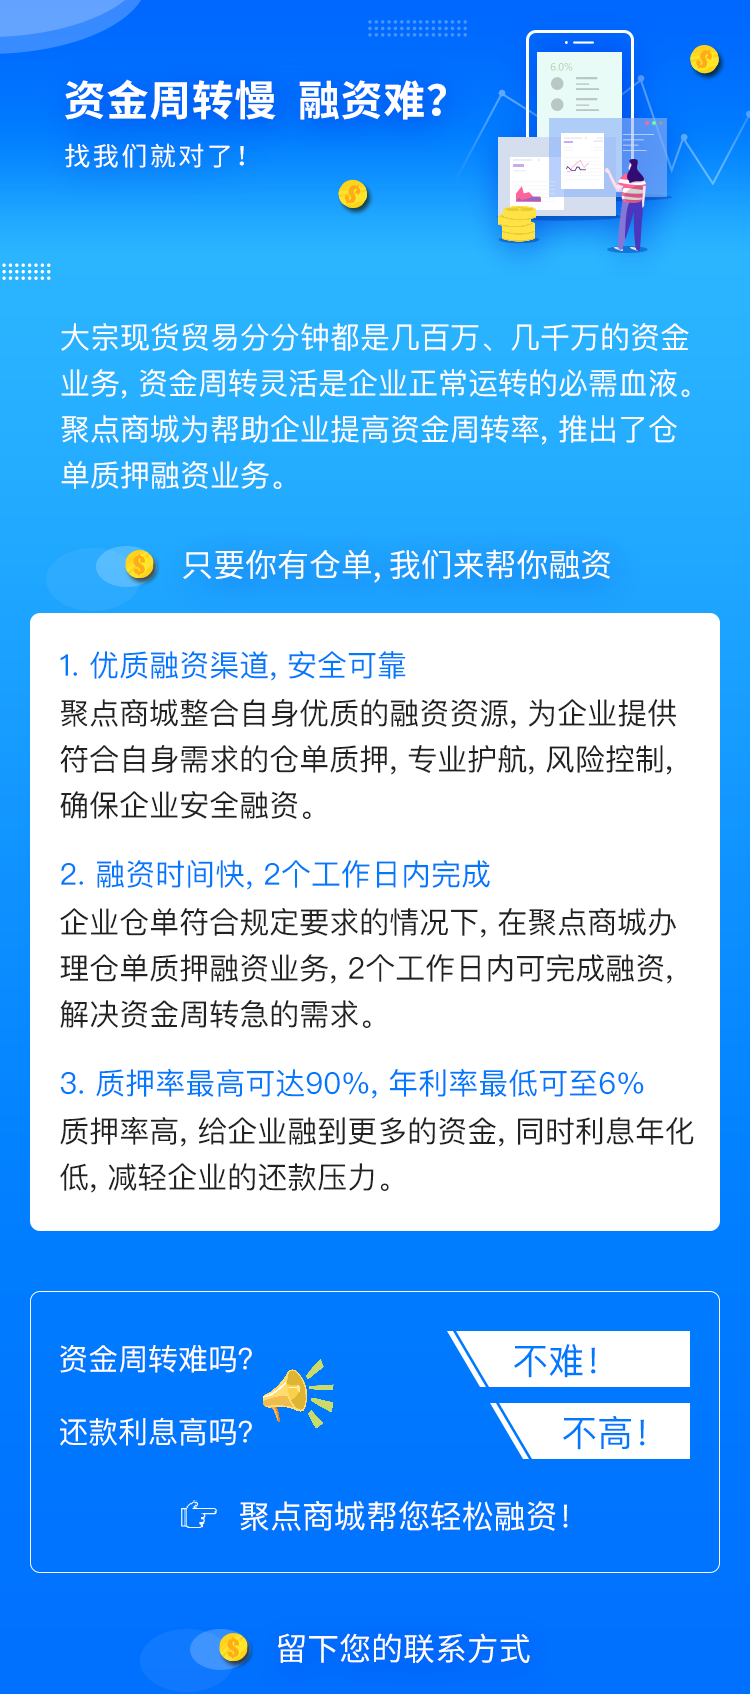 资金周转慢 融资难?
找我们就对了!
6.0%
大宗现货贸易分分钟都是几百万、几千万的资金
业务, 资金周转灵活是企业正常运转的必需血液。
聚点商城为帮助企业提高资金周转率, 推出了仓
单质押融资业务。
只要你有仓单, 我们来帮你融资
1. 优质融资渠道, 安全可靠
聚点商城整合自身优质的融资资源, 为企业提供
符合自身需求的仓单质押, 专业护航, 风险控制,
确保企业安全融资。
2. 融资时间快, 2个工作日内完成
企业仓单符合规定要求的情况下, 在聚点商城办
理仓单质押融资业务, 2个工作日内可完成融资,
解决资金周转急的需求。
3. 质押率最高可达90%, 年利率最低可至6%
质押率高, 给企业融到更多的资金, 同时利息年化
低, 减轻企业的还款压力。
资金周转难吗?
不难!
还款利息高吗?
不高!
聚点商城帮您轻松融资!
留下您的联系方式